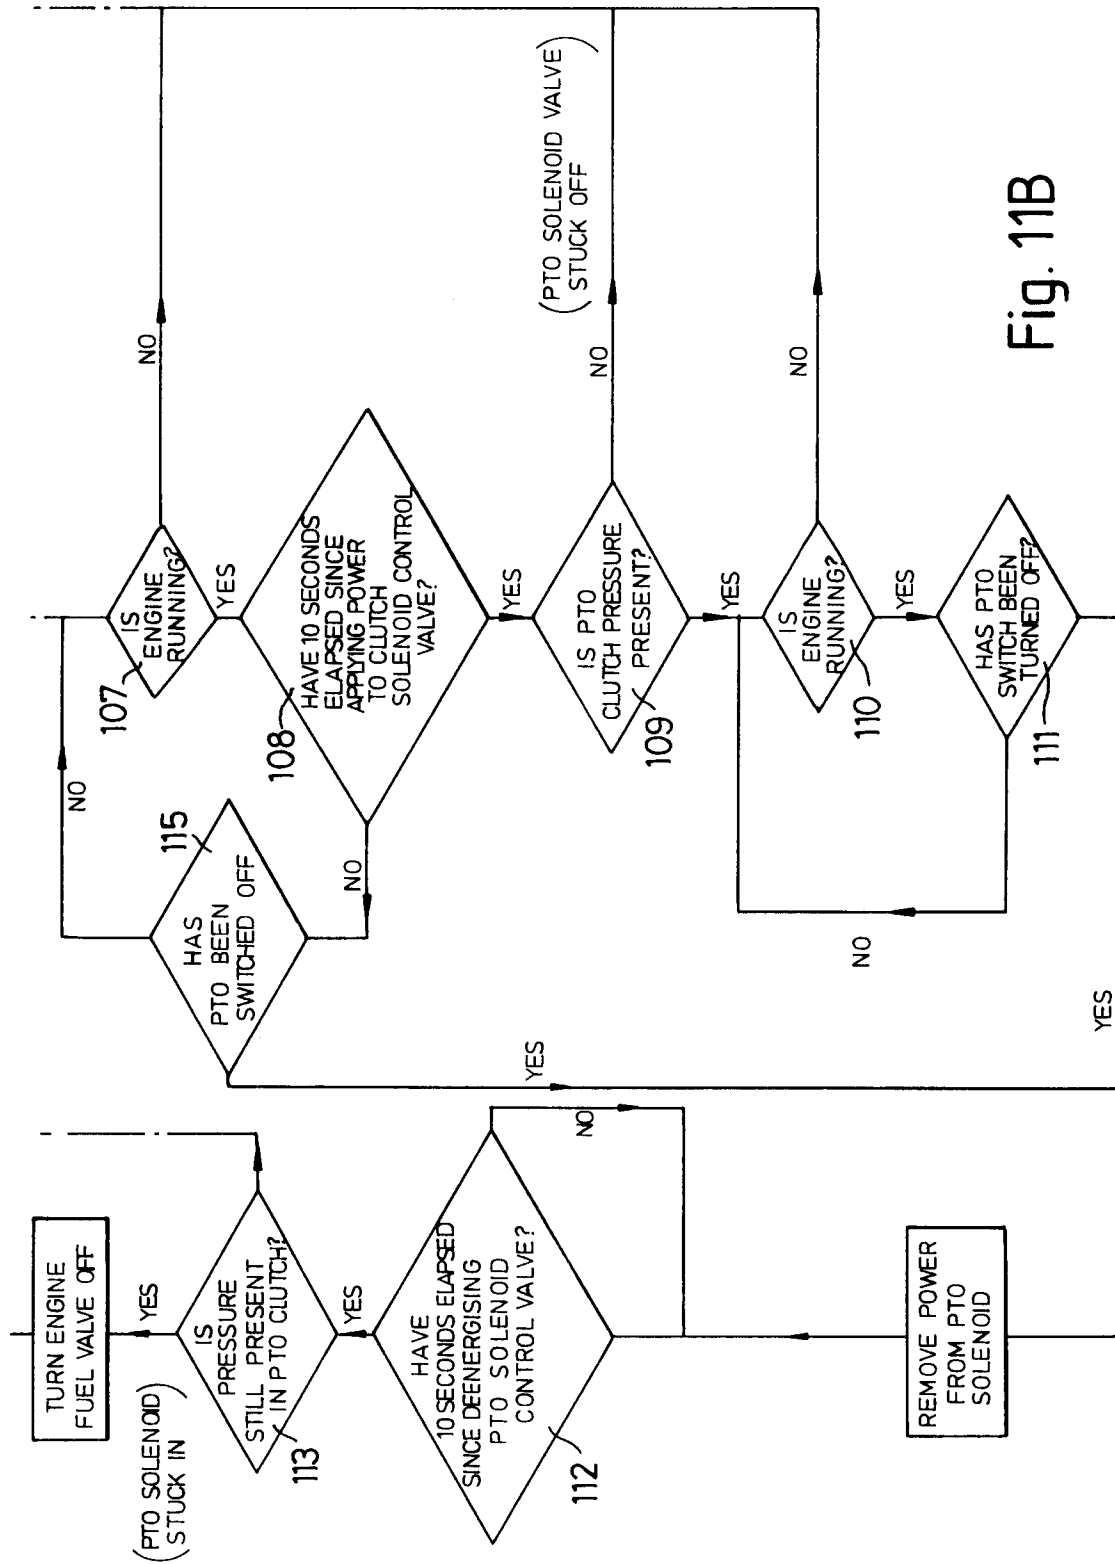 TURN ENGINE
FUEL VALVE OFF
(PTO SOLENOID
STUCK IN)
YES
IS
PRESSURE
STILL PRESENT
IN PTO CLUTCH?
113
YES
HAVE
10 SECONDS ELAPSED
SINCE DEENERGISING
PTO SOLENOID
CONTROL VALVE?
112
NO
REMOVE POWER
FROM PTO
SOLENOID
HAS
PTO BEEN
SWITCHED OFF
115
NO
YES
IS
ENGINE
RUNNING?
107
NO
YES
HAVE 10 SECONDS
ELAPSED SINCE
APPLYING POWER
TO CLUTCH
SOLENOID CONTROL
VALVE?
108
NO
YES
IS PTO
CLUTCH PRESSURE
PRESENT?
109
NO
(PTO SOLENOID VALVE
STUCK OFF)
YES
IS
ENGINE
RUNNING?
110
NO
YES
HAS PTO
SWITCH BEEN
TURNED OFF?
111
NO
YES
Fig. 11B